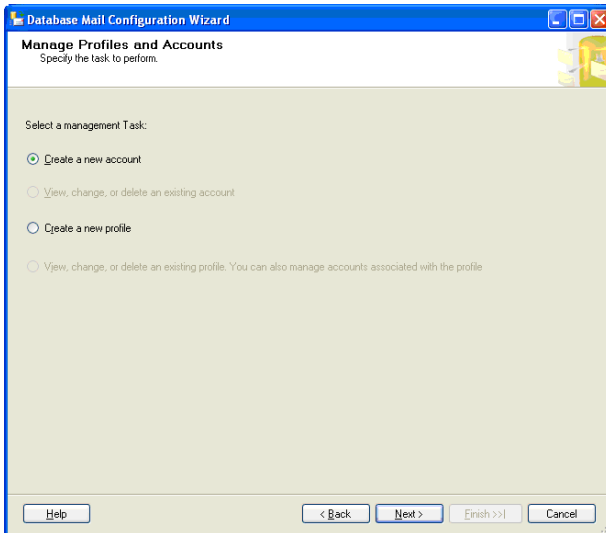 Database Mail Configuration Wizard
Manage Profiles and Accounts
Specify the task to perform.
Select a management Task:
Create a new account
View, change, or delete an existing account
Create a new profile
View, change, or delete an existing profile. You can also manage accounts associated with the profile
Help < Back Next > Finish >>| Cancel